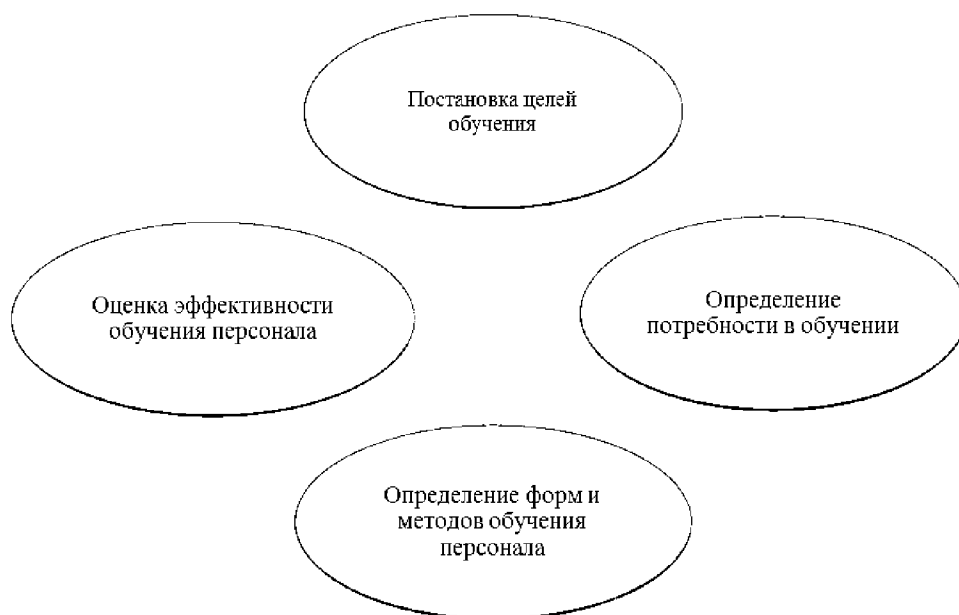 Постановка целей
обучения
Оценка эффективности
обучения персонала
Определение
потребности в обучении
Определение форм и
методов обучения
персонала